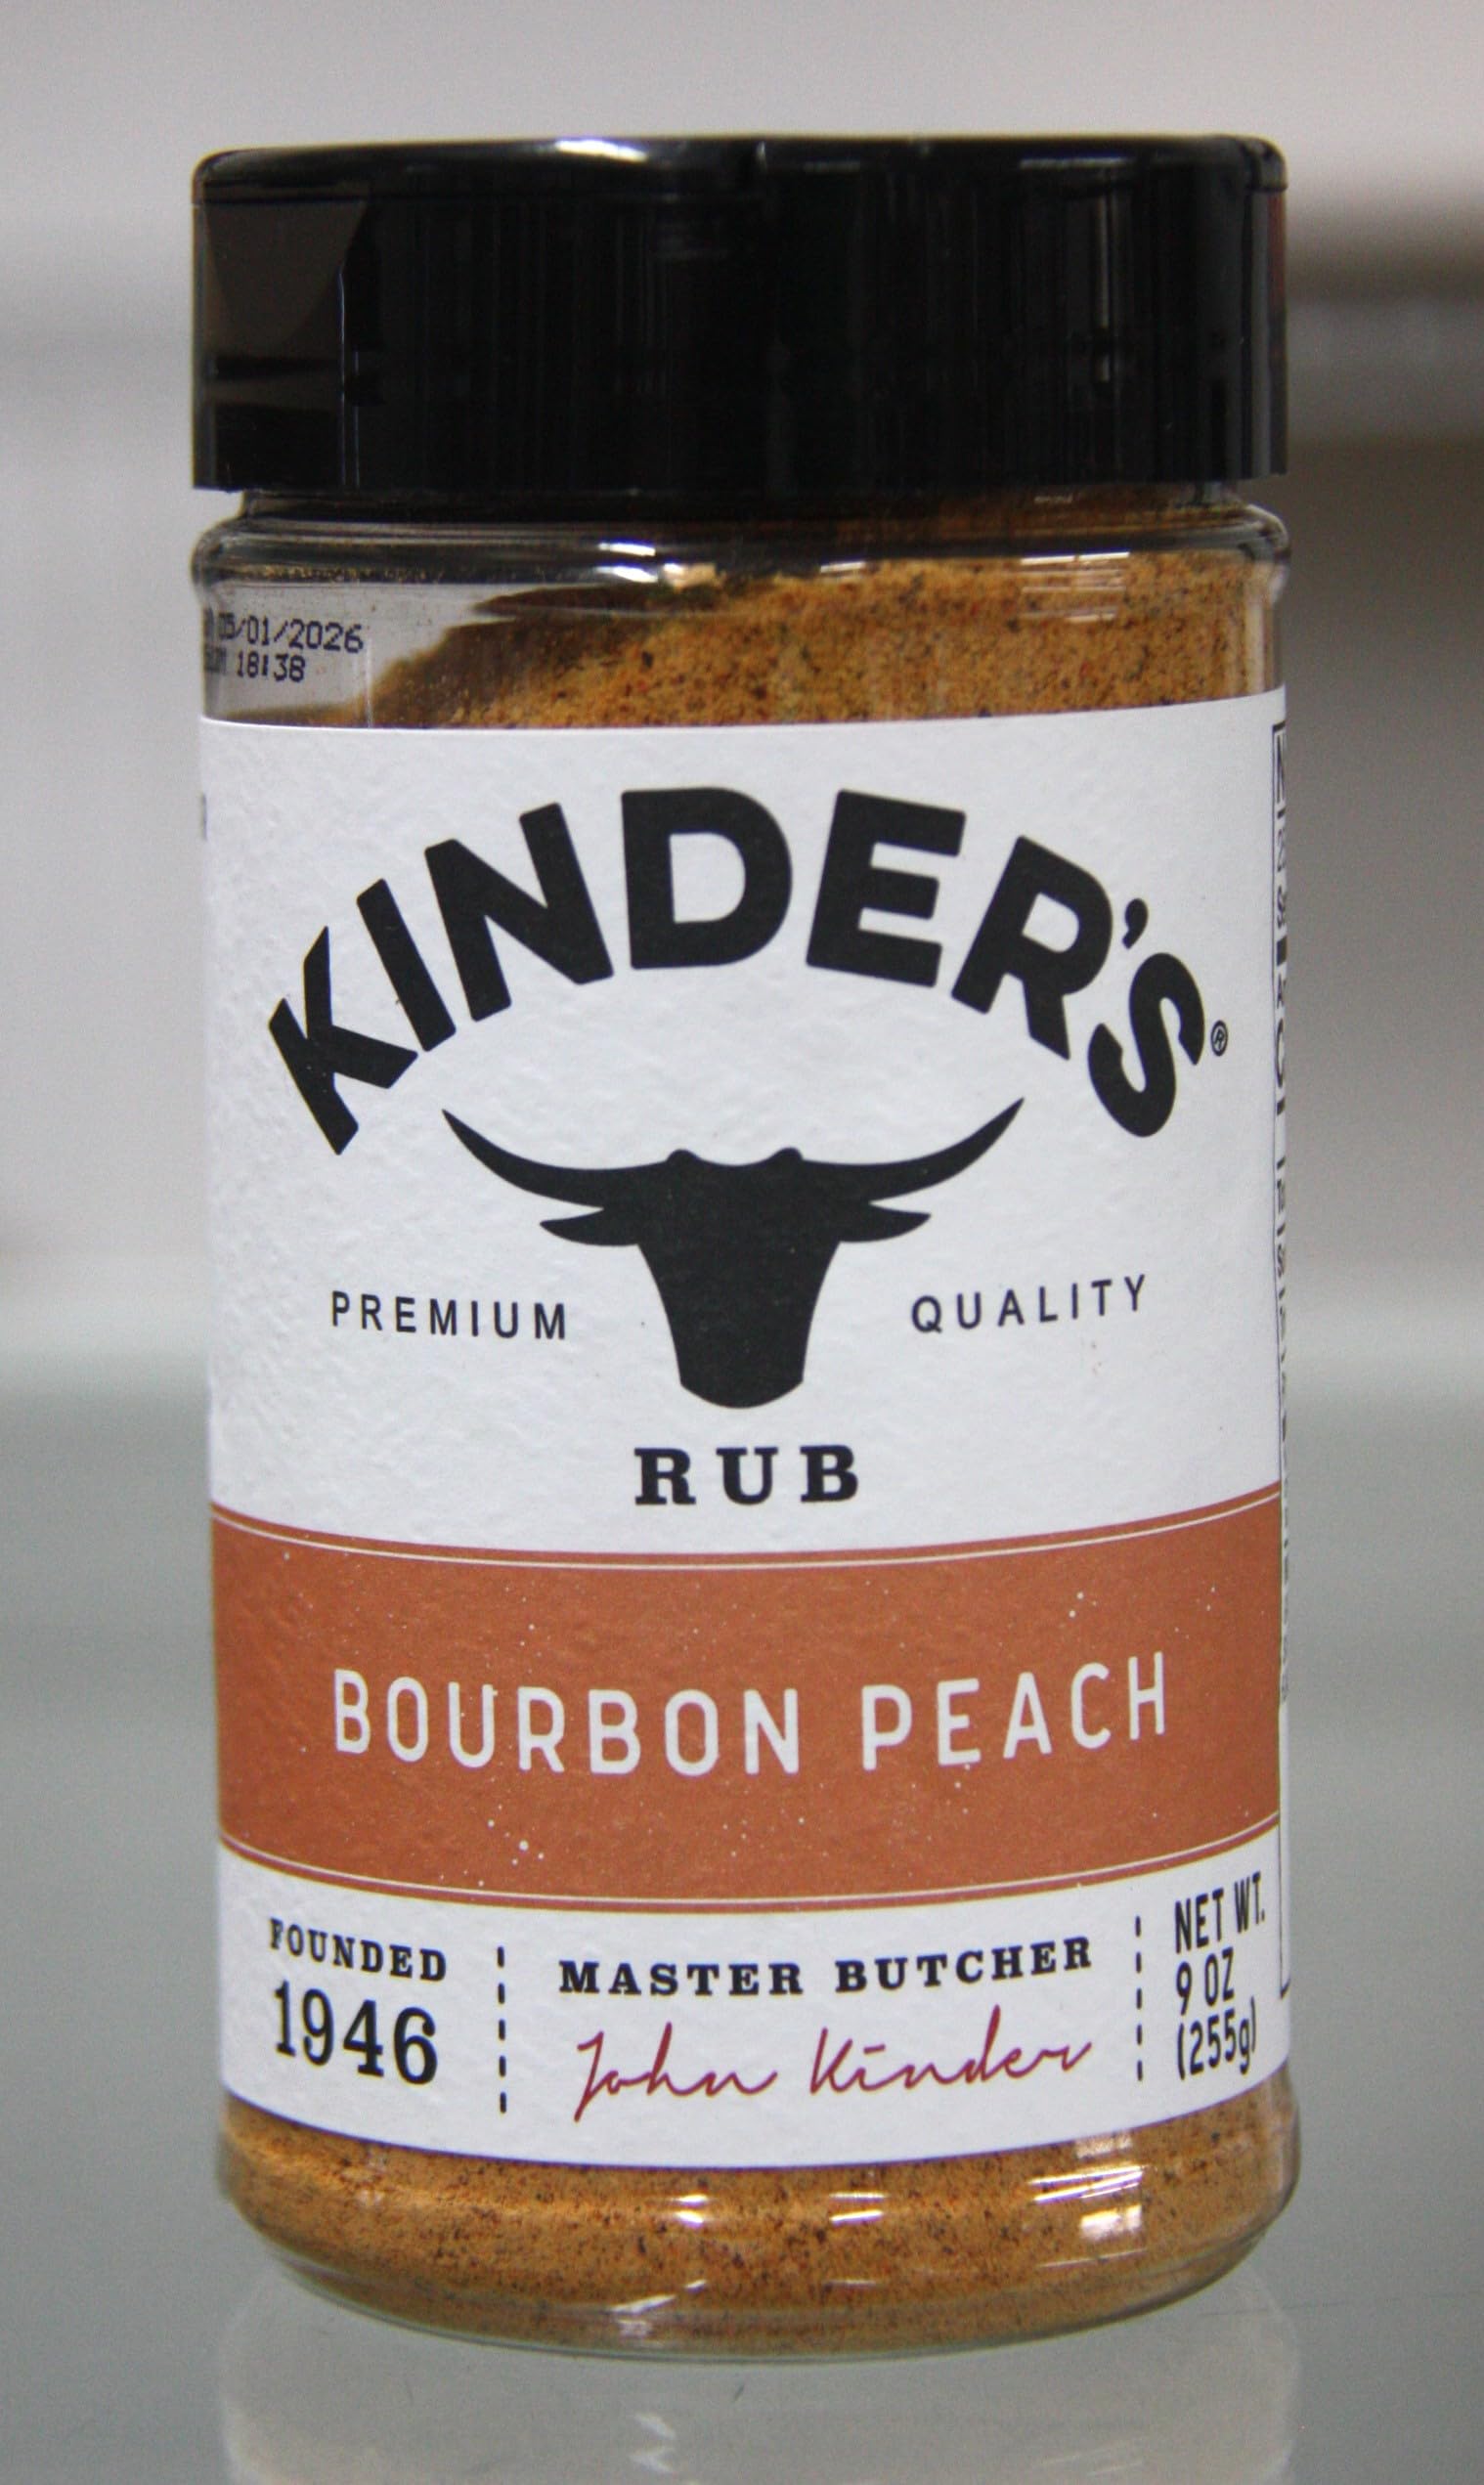 05/01/2026
18:38
KINDER'S®
PREMIUM QUALITY
RUB
BOURBON PEACH
FOUNDED
1946
MASTER BUTCHER
John Kinder
NET WT.
9 OZ
(255g)